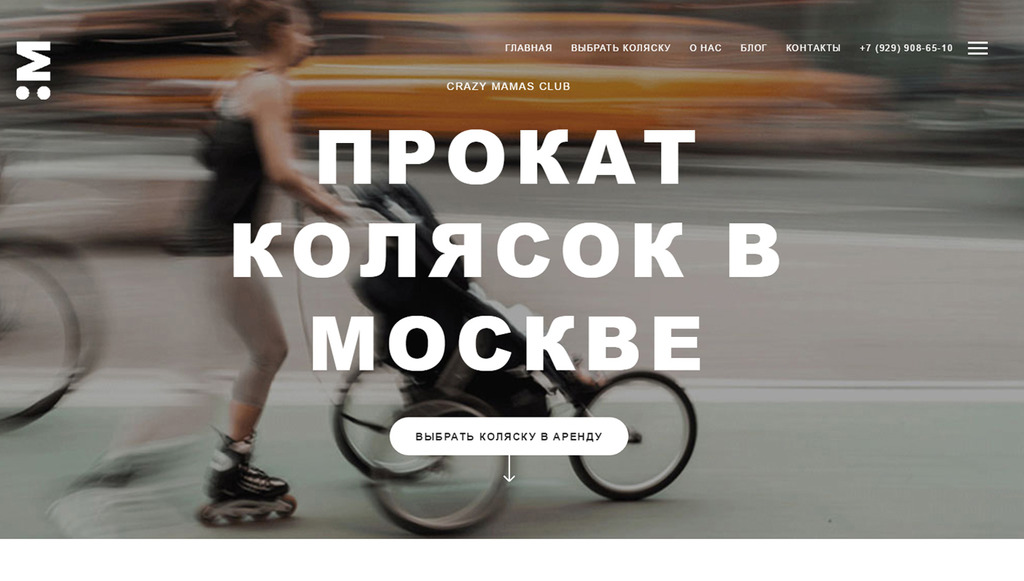 :M
ГЛАВНАЯ ВЫБРАТЬ КОЛЯСКУ О НАС БЛОГ КОНТАКТЫ +7 (929) 908-65-10
CRAZY MAMAS CLUB
ПРОКАТ
КОЛЯСОК В
МОСКВЕ
ВЫБРАТЬ КОЛЯСКУ В АРЕНДУ